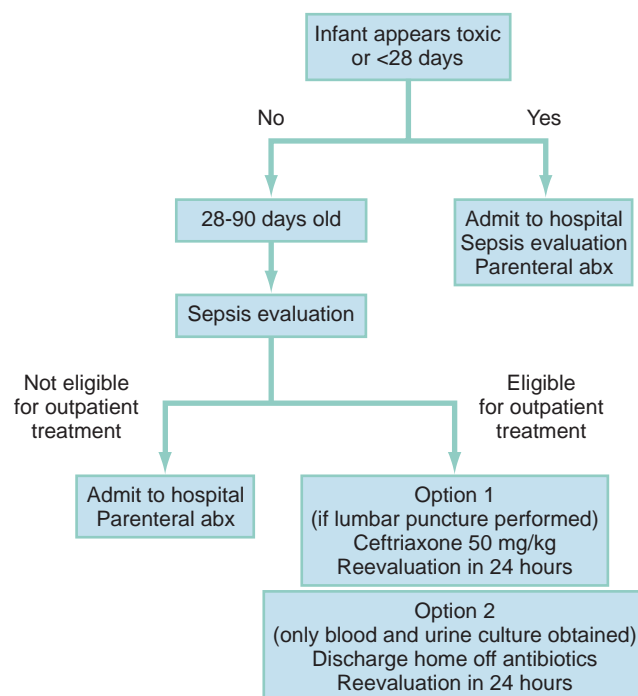 Infant appears toxic
or <28 days
No
Yes
28-90 days old
Admit to hospital
Sepsis evaluation
Parenteral abx
Sepsis evaluation
Not eligible
for outpatient
treatment
Eligible
for outpatient
treatment
Admit to hospital
Parenteral abx
Option 1
(if lumbar puncture performed)
Ceftriaxone 50 mg/kg
Reevaluation in 24 hours
Option 2
(only blood and urine culture obtained)
Discharge home off antibiotics
Reevaluation in 24 hours